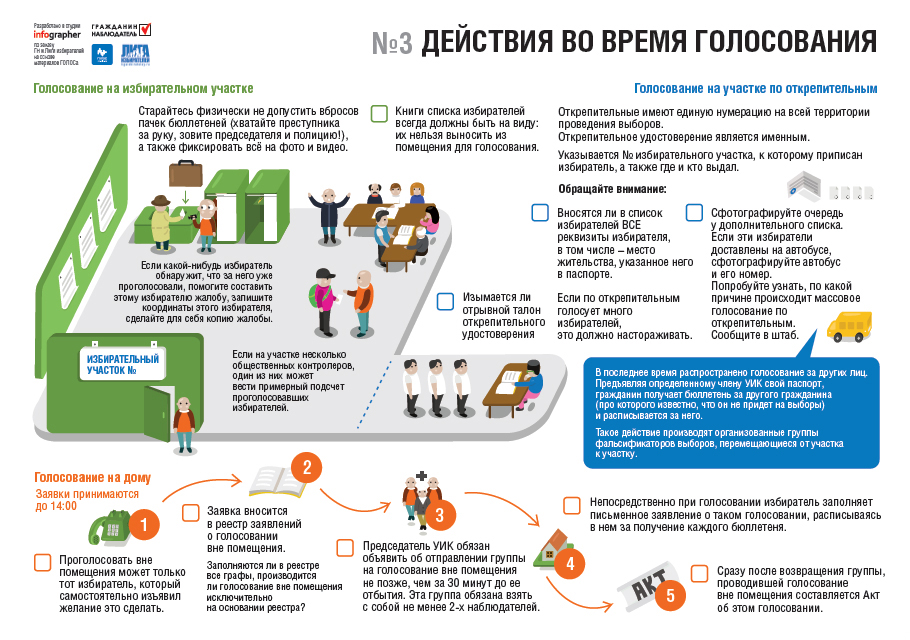 Разработано в студии
infographer
по заказу
ГН и Лиги избирателей
на основе
материалов ГОЛОСа
ГРАЖДАНИН
НАБЛЮДАТЕЛЬ
ЛИГА
ИЗБИРАТЕЛЕЙ
№3 ДЕЙСТВИЯ ВО ВРЕМЯ ГОЛОСОВАНИЯ
Голосование на избирательном участке
Старайтесь физически не допустить вбросов
пачек бюллетеней (хватайте преступника
за руку, зовите председателя и полицию!),
а также фиксировать всё на фото и видео.
Книги списка избирателей
всегда должны быть на виду:
их нельзя выносить из
помещения для голосования.
Если какой-нибудь избиратель
обнаружит, что за него уже
проголосовали, помогите составить
этому избирателю жалобу, запишите
координаты этого избирателя,
сделайте для себя копию жалобы.
ИЗБИРАТЕЛЬНЫЙ
УЧАСТОК №
Если на участке несколько
общественных контролеров,
один из них может
вести примерный подсчет
проголосовавших
избирателей.
Изымается ли
отрывной талон
открепительного
удостоверения
Голосование на участке по открепительным
Открепительные имеют единую нумерацию на всей территории
проведения выборов.
Открепительное удостоверение является именным.
Указывается № избирательного участка, к которому приписан
избиратель, а также где и кто выдал.
Обращайте внимание:
Вносятся ли в список
избирателей ВСЕ
реквизиты избирателя,
в том числе – место
жительства, указанное него
в паспорте.
Если по открепительным
голосует много
избирателей,
это должно настораживать.
Сфотографируйте очередь
у дополнительного списка.
Если эти избиратели
доставлены на автобусе,
сфотографируйте автобус
и его номер.
Попробуйте узнать, по какой
причине происходит массовое
голосование по
открепительным.
Сообщите в штаб.
В последнее время распространено голосование за других лиц.
Предъявляя определенному члену УИК свой паспорт,
гражданин получает бюллетень за другого гражданина
(про которого известно, что он не придет на выборы)
и расписывается за него.
Такое действие производят организованные группы
фальсификаторов выборов, перемещающиеся от участка
к участку.
Голосование на дому
Заявки принимаются
до 14:00
1
Проголосовать вне
помещения может только
тот избиратель, который
самостоятельно изъявил
желание это сделать.
2
Заявка вносится
в реестр заявлений
о голосовании
вне помещения.
Заполняются ли в реестре
все графы, производится
ли голосование вне помещения
исключительно
на основании реестра?
3
Председатель УИК обязан
объявить об отправлении группы
на голосование вне помещения
не позже, чем за 30 минут до ее
отбытия. Эта группа обязана взять
с собой не менее 2-х наблюдателей.
4
Непосредственно при голосовании избиратель заполняет
письменное заявление о таком голосовании, расписываясь
в нем за получение каждого бюллетеня.
АКТ
5
Сразу после возвращения группы,
проводившей голосование
вне помещения составляется Акт
об этом голосовании.